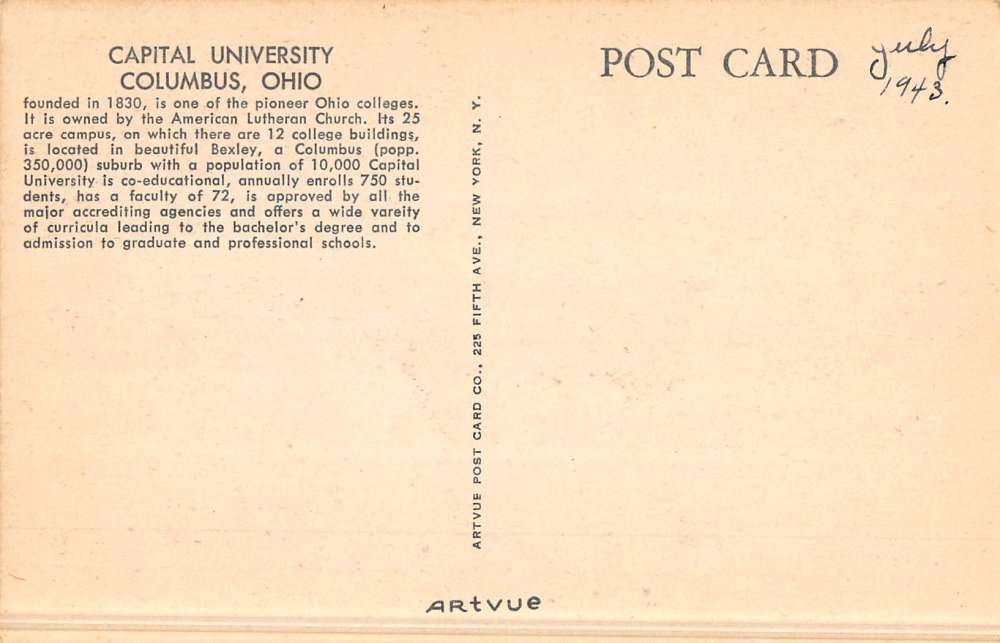 CAPITAL UNIVERSITY
COLUMBUS, OHIO
founded in 1830, is one of the pioneer Ohio colleges.
It is owned by the American Lutheran Church. Its 25
acre campus, on which there are 12 college buildings,
is located in beautiful Bexley, a Columbus (popp.
350,000) suburb with a population of 10,000 Capital
University is co-educational, annually enrolls 750 stu-
dents, has a faculty of 72, is approved by all the
major accrediting agencies and offers a wide vareity
of curricula leading to the bachelor's degree and to
admission to graduate and professional schools.
ARTVUE POST CARD CO., 225 FIFTH AVE., NEW YORK, N. Y.
POST CARD
July
1943.
ARtvue